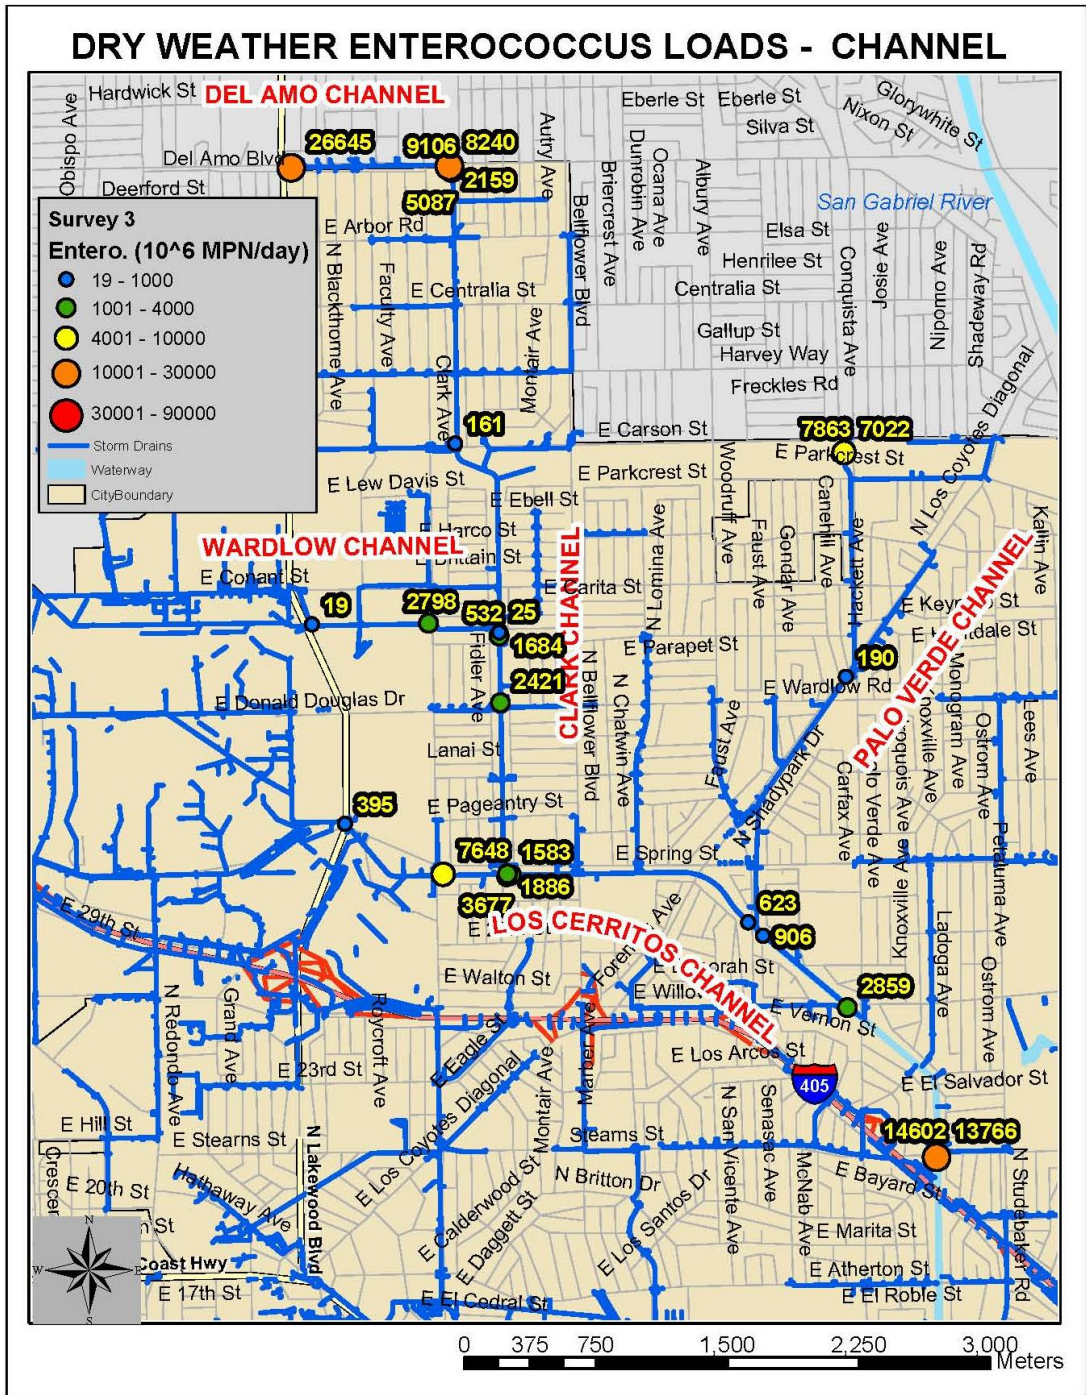 DRY WEATHER ENTEROCOCCUS LOADS - CHANNEL
Hardwick St
DEL AMO CHANNEL
Eberle St
Eberle St
Glorywhite St
Nixon St
Silva St
Obispo Ave
Autry Ave
Dunrobin Ave
Ocana Ave
Albury Ave
Briercrest Ave
26645
9106
8240
Del Amo Blvd
2159
Deerford St
5087
San Gabriel River
Survey 3
Entero. (10^6 MPN/day)
19 - 1000
1001 - 4000
4001 - 10000
10001 - 30000
30001 - 90000
Storm Drains
Waterway
CityBoundary
E Arbor Rd
Bellflower Blvd
Elsa St
Josie Ave
Conquista Ave
Nipomo Ave
Shadeway Rd
Henrilee St
N Blackthorne Ave
Faculty Ave
E Centralia St
Centralia St
Gallup St
Harvey Way
Freckles Rd
Clark Ave
Montair Ave
161
E Carson St
7863
7022
E Parkcrest St
N Los Coyotes Diagonal
E Parkcrest St
E Lew Davis St
E Ebell St
Woodruff Ave
Canehill Ave
Faust Ave
Gondar Ave
Hackett Ave
Kallin Ave
E Harco St
WARDLOW CHANNEL
E Brittain St
CLARK CHANNEL
N Lomina Ave
E Conant St
E Carita St
PALO VERDE CHANNEL
19
2798
532
25
1684
E Parapet St
190
E Wardlow Rd
Fidler Ave
2421
E Donald Douglas Dr
N Bellflower Blvd
N Chatwin Ave
Faust Ave
Monogram Ave
Ostrom Ave
Lees Ave
Lanai St
N Shadypark Dr
Carfax Ave
395
E Pageantry St
Petaluma Ave
7648
1583
E Spring St
1886
3677
Knoxville Ave
LOS CERRITOS CHANNEL
623
906
E 29th St
Ladoga Ave
Ostrom Ave
E Walton St
2859
N Redondo Ave
Grand Ave
Roycroft Ave
E Vernon St
E Eagle St
Mabel Ave
E Los Arcos St
E 23rd St
405
E El Salvador St
E Los Coyotes Diagonal
Montair Ave
N San Vicente Ave
Senasac Ave
McNab Ave
E Hill St
E Stearns St
N Lakewood Blvd
Stearns St
14602
13766
E 20th St
Hathaway Ave
E Calderwood St
E Daggett St
N Britton Dr
E Los Santos Dr
E Bayard St
N Studebaker Rd
E Marita St
Coast Hwy
E Atherton St
E 17th St
E El Cedral St
E El Roble St
N
W
E
S
0 375 750 1,500 2,250 3,000
Meters